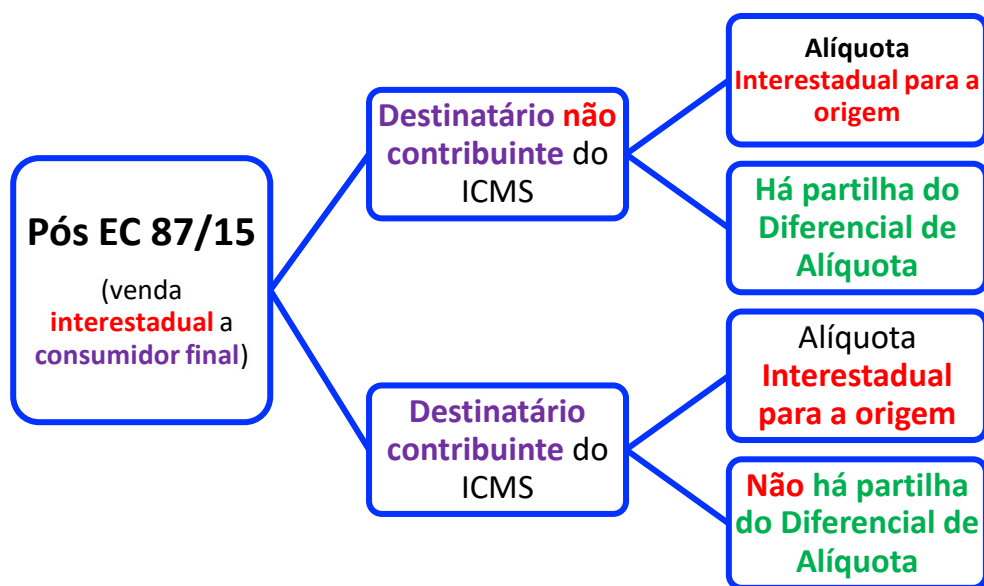 Pós EC 87/15
(venda
interestadual a
consumidor final)
Destinatário não
contribuinte do
ICMS
Alíquota
Interestadual para a
origem
Há partilha do
Diferencial de
Alíquota
Destinatário
contribuinte do
ICMS
Alíquota
Interestadual
para a origem
Não há partilha
do Diferencial de
Alíquota